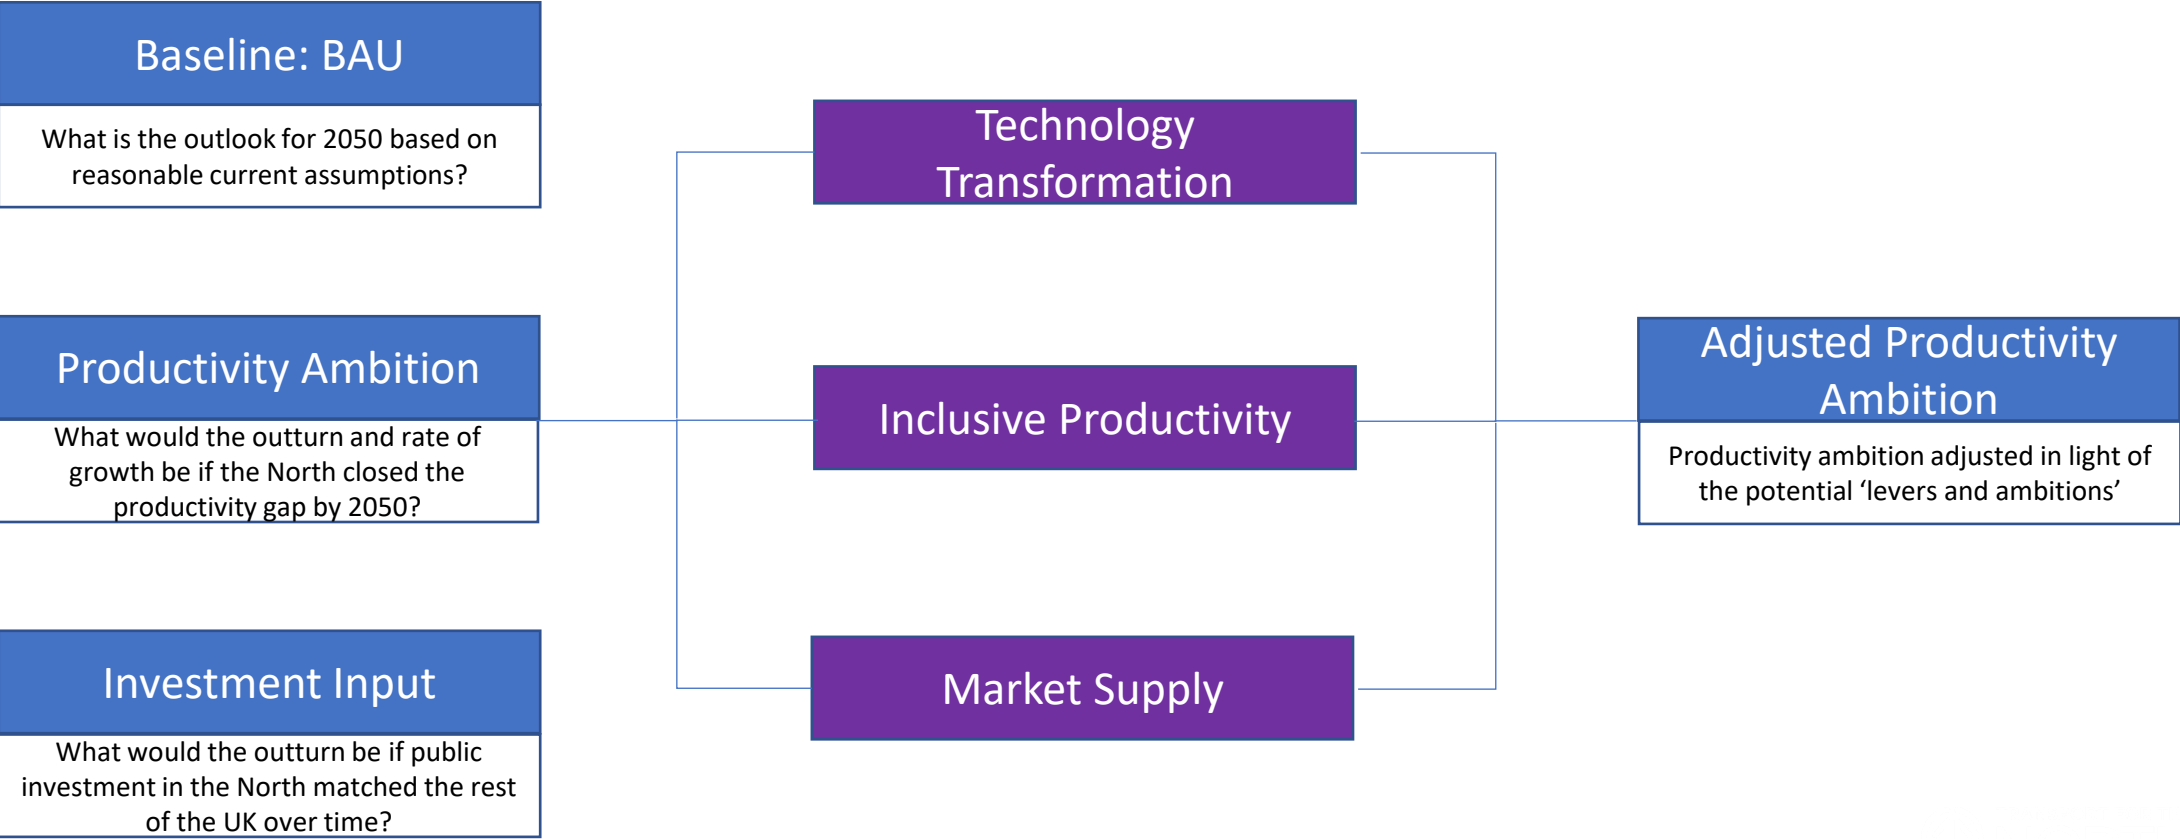 Baseline: BAU
What is the outlook for 2050 based on
reasonable current assumptions?
Productivity Ambition
What would the outturn and rate of
growth be if the North closed the
productivity gap by 2050?
Investment Input
What would the outturn be if public
investment in the North matched the rest
of the UK over time?
Technology
Transformation
Inclusive Productivity
Market Supply
Adjusted Productivity
Ambition
Productivity ambition adjusted in light of
the potential ‘levers and ambitions’